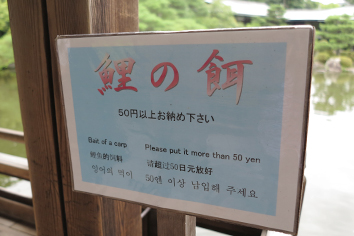 鯉の餌
50円以上お納め下さい
Bait of a carp Please put it more than 50 yen
鲤鱼的饲料 请超过50日元放好
잉어의 먹이 50엔 이상 납입해 주세요